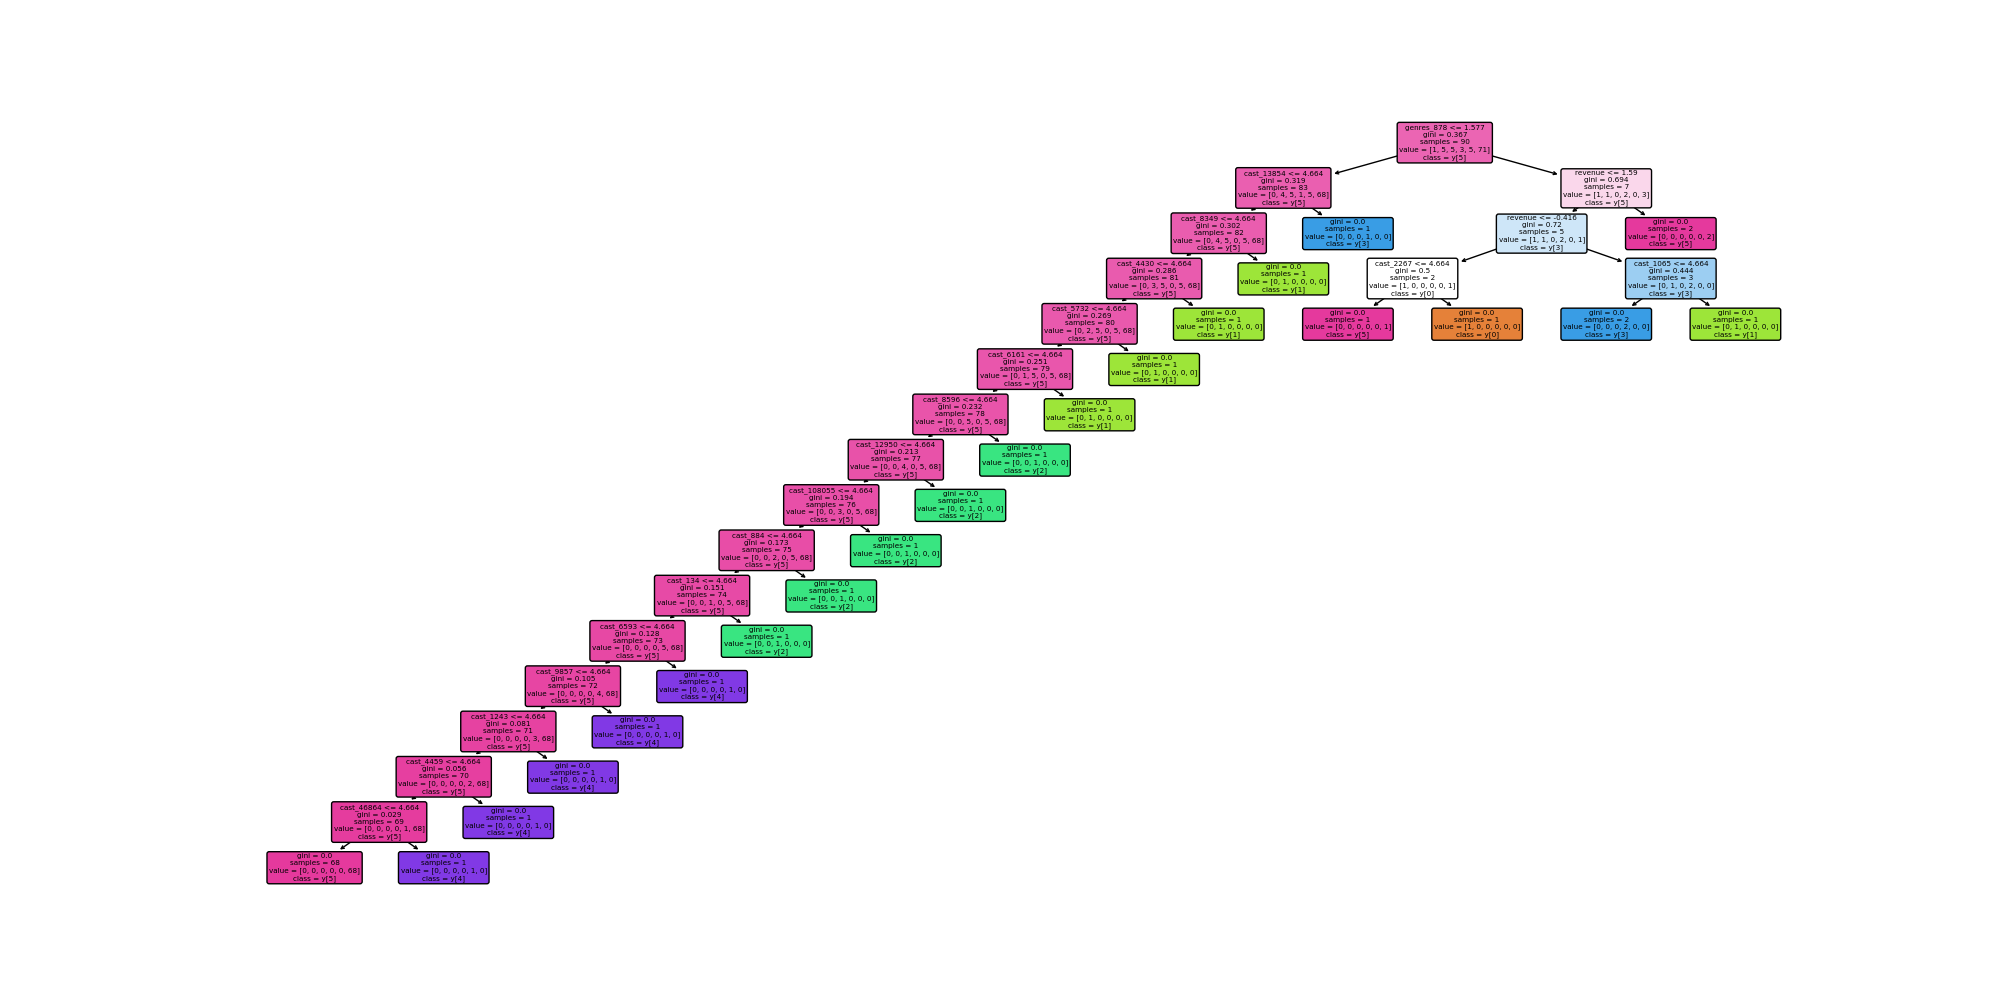 genres_878 <= 1.577
gini = 0.367
samples = 90
value = [1, 5, 5, 3, 5, 71]
class = y[5]
cast_13854 <= 4.664
gini = 0.319
samples = 83
value = [0, 4, 5, 1, 5, 68]
class = y[5]
revenue <= 1.59
gini = 0.694
samples = 7
value = [1, 1, 0, 2, 0, 3]
class = y[5]
cast_8349 <= 4.664
gini = 0.302
samples = 82
value = [0, 4, 5, 0, 5, 68]
class = y[5]
gini = 0.0
samples = 1
value = [0, 0, 0, 1, 0, 0]
class = y[3]
revenue <= -0.416
gini = 0.72
samples = 5
value = [1, 1, 0, 2, 0, 1]
class = y[3]
gini = 0.0
samples = 2
value = [0, 0, 0, 0, 0, 2]
class = y[5]
cast_4430 <= 4.664
gini = 0.286
samples = 81
value = [0, 3, 5, 0, 5, 68]
class = y[5]
gini = 0.0
samples = 1
value = [0, 1, 0, 0, 0, 0]
class = y[1]
cast_2267 <= 4.664
gini = 0.5
samples = 2
value = [1, 0, 0, 0, 0, 1]
class = y[0]
cast_1065 <= 4.664
gini = 0.444
samples = 3
value = [0, 1, 0, 2, 0, 0]
class = y[3]
cast_5732 <= 4.664
gini = 0.269
samples = 80
value = [0, 2, 5, 0, 5, 68]
class = y[5]
gini = 0.0
samples = 1
value = [0, 1, 0, 0, 0, 0]
class = y[1]
gini = 0.0
samples = 1
value = [0, 0, 0, 0, 0, 1]
class = y[5]
gini = 0.0
samples = 1
value = [1, 0, 0, 0, 0, 0]
class = y[0]
gini = 0.0
samples = 2
value = [0, 0, 0, 2, 0, 0]
class = y[3]
gini = 0.0
samples = 1
value = [0, 1, 0, 0, 0, 0]
class = y[1]
cast_6161 <= 4.664
gini = 0.251
samples = 79
value = [0, 1, 5, 0, 5, 68]
class = y[5]
gini = 0.0
samples = 1
value = [0, 1, 0, 0, 0, 0]
class = y[1]
cast_8596 <= 4.664
gini = 0.232
samples = 78
value = [0, 0, 5, 0, 5, 68]
class = y[5]
gini = 0.0
samples = 1
value = [0, 1, 0, 0, 0, 0]
class = y[1]
cast_12950 <= 4.664
gini = 0.213
samples = 77
value = [0, 0, 4, 0, 5, 68]
class = y[5]
gini = 0.0
samples = 1
value = [0, 0, 1, 0, 0, 0]
class = y[2]
cast_108055 <= 4.664
gini = 0.194
samples = 76
value = [0, 0, 3, 0, 5, 68]
class = y[5]
gini = 0.0
samples = 1
value = [0, 0, 1, 0, 0, 0]
class = y[2]
cast_884 <= 4.664
gini = 0.173
samples = 75
value = [0, 0, 2, 0, 5, 68]
class = y[5]
gini = 0.0
samples = 1
value = [0, 0, 1, 0, 0, 0]
class = y[2]
cast_134 <= 4.664
gini = 0.151
samples = 74
value = [0, 0, 1, 0, 5, 68]
class = y[5]
gini = 0.0
samples = 1
value = [0, 0, 1, 0, 0, 0]
class = y[2]
cast_6593 <= 4.664
gini = 0.128
samples = 73
value = [0, 0, 0, 0, 5, 68]
class = y[5]
gini = 0.0
samples = 1
value = [0, 0, 1, 0, 0, 0]
class = y[2]
cast_9857 <= 4.664
gini = 0.105
samples = 72
value = [0, 0, 0, 0, 4, 68]
class = y[5]
gini = 0.0
samples = 1
value = [0, 0, 0, 0, 1, 0]
class = y[4]
cast_1243 <= 4.664
gini = 0.081
samples = 71
value = [0, 0, 0, 0, 3, 68]
class = y[5]
gini = 0.0
samples = 1
value = [0, 0, 0, 0, 1, 0]
class = y[4]
cast_4459 <= 4.664
gini = 0.056
samples = 70
value = [0, 0, 0, 0, 2, 68]
class = y[5]
gini = 0.0
samples = 1
value = [0, 0, 0, 0, 1, 0]
class = y[4]
cast_46864 <= 4.664
gini = 0.029
samples = 69
value = [0, 0, 0, 0, 1, 68]
class = y[5]
gini = 0.0
samples = 1
value = [0, 0, 0, 0, 1, 0]
class = y[4]
gini = 0.0
samples = 68
value = [0, 0, 0, 0, 0, 68]
class = y[5]
gini = 0.0
samples = 1
value = [0, 0, 0, 0, 1, 0]
class = y[4]